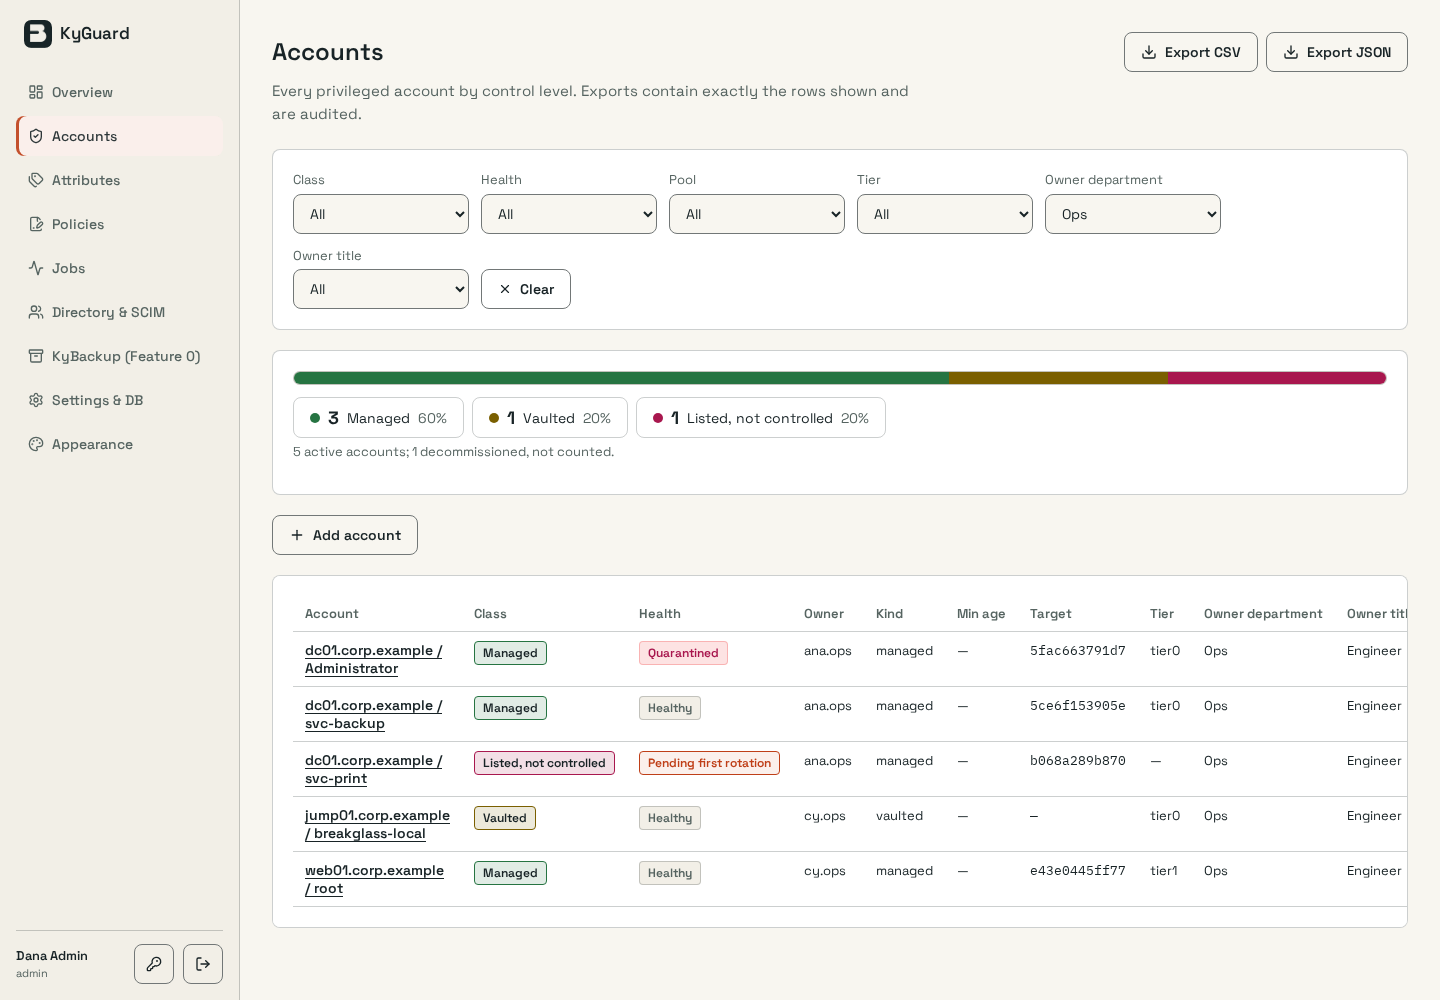 KyGuard
Overview
Accounts
Attributes
Policies
Jobs
Directory & SCIM
KyBackup (Feature 0)
Settings & DB
Appearance
Dana Admin
admin
Accounts
Export CSV
Export JSON
Every privileged account by control level. Exports contain exactly the rows shown and
are audited.
Class
Health
Pool
Tier
Owner department
All
All
All
All
Ops
Owner title
All
Clear
3 Managed 60%
1 Vaulted 20%
1 Listed, not controlled 20%
5 active accounts; 1 decommissioned, not counted.
Add account
Account Class Health Owner Kind Min age Target Tier Owner department Owner titl
dc01.corp.example / Managed Quarantined ana.ops managed — 5fac663791d7 tier0 Ops Engineer
Administrator
dc01.corp.example / Managed Healthy ana.ops managed — 5ce6f153905e tier0 Ops Engineer
svc-backup
dc01.corp.example / Listed, not controlled Pending first rotation ana.ops managed — b068a289b870 — Ops Engineer
svc-print
jump01.corp.example Vaulted Healthy cy.ops vaulted — — tier0 Ops Engineer
/ breakglass-local
web01.corp.example Managed Healthy cy.ops managed — e43e0445ff77 tier1 Ops Engineer
/ root